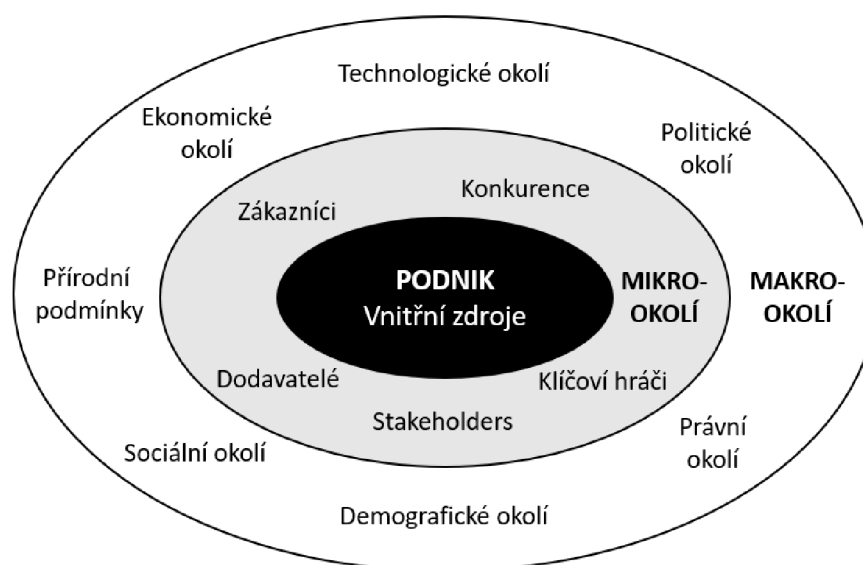 Technologické okolí
Ekonomické
okolí
Politické
okolí
Konkurence
Zákazníci
Přírodní
podmínky
PODNIK
Vnitřní zdroje
MIKRO-
OKOLÍ
MAKRO-
OKOLÍ
Dodavatelé
Klíčoví hráči
Stakeholders
Sociální okolí
Právní
okolí
Demografické okolí